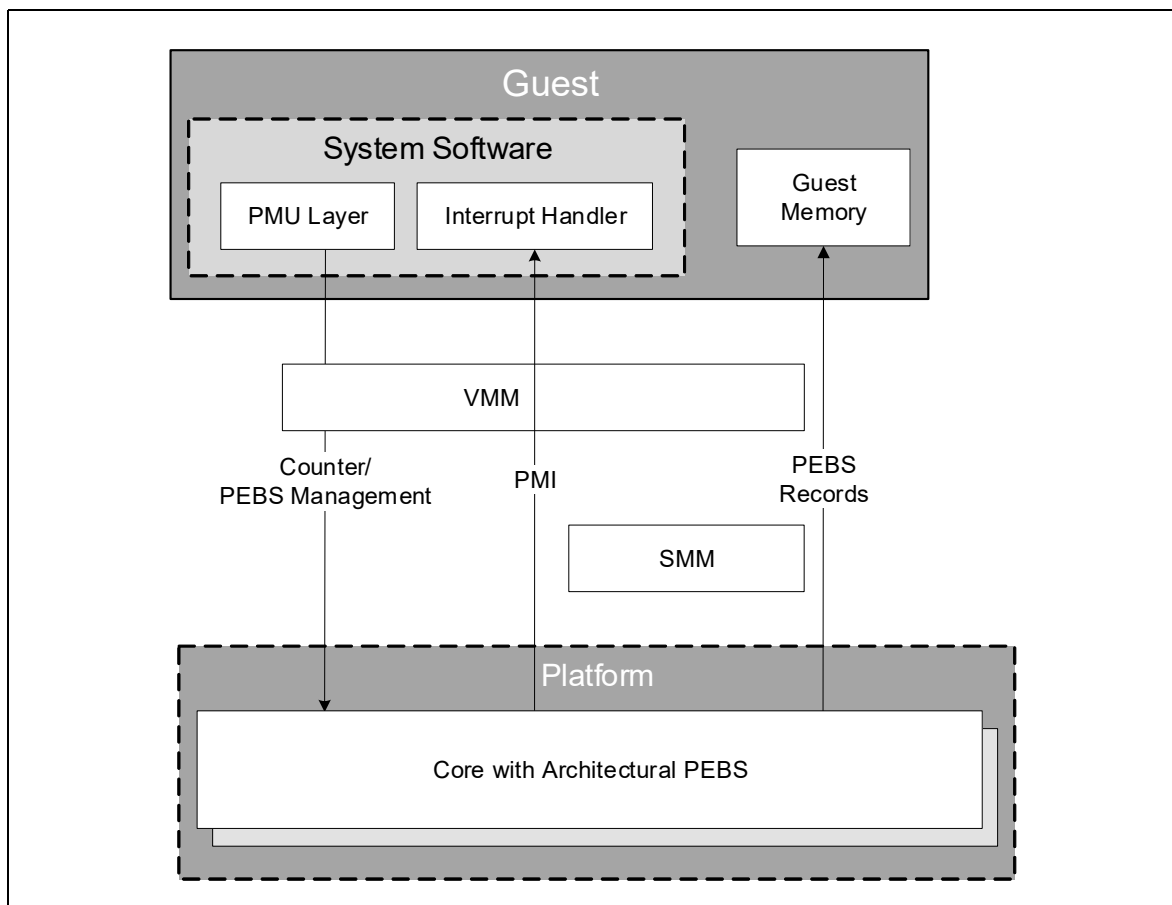 Guest
System Software
PMU Layer
Interrupt Handler
Guest
Memory
VMM
Counter/
PEBS Management
PMI
PEBS
Records
SMM
Platform
Core with Architectural PEBS